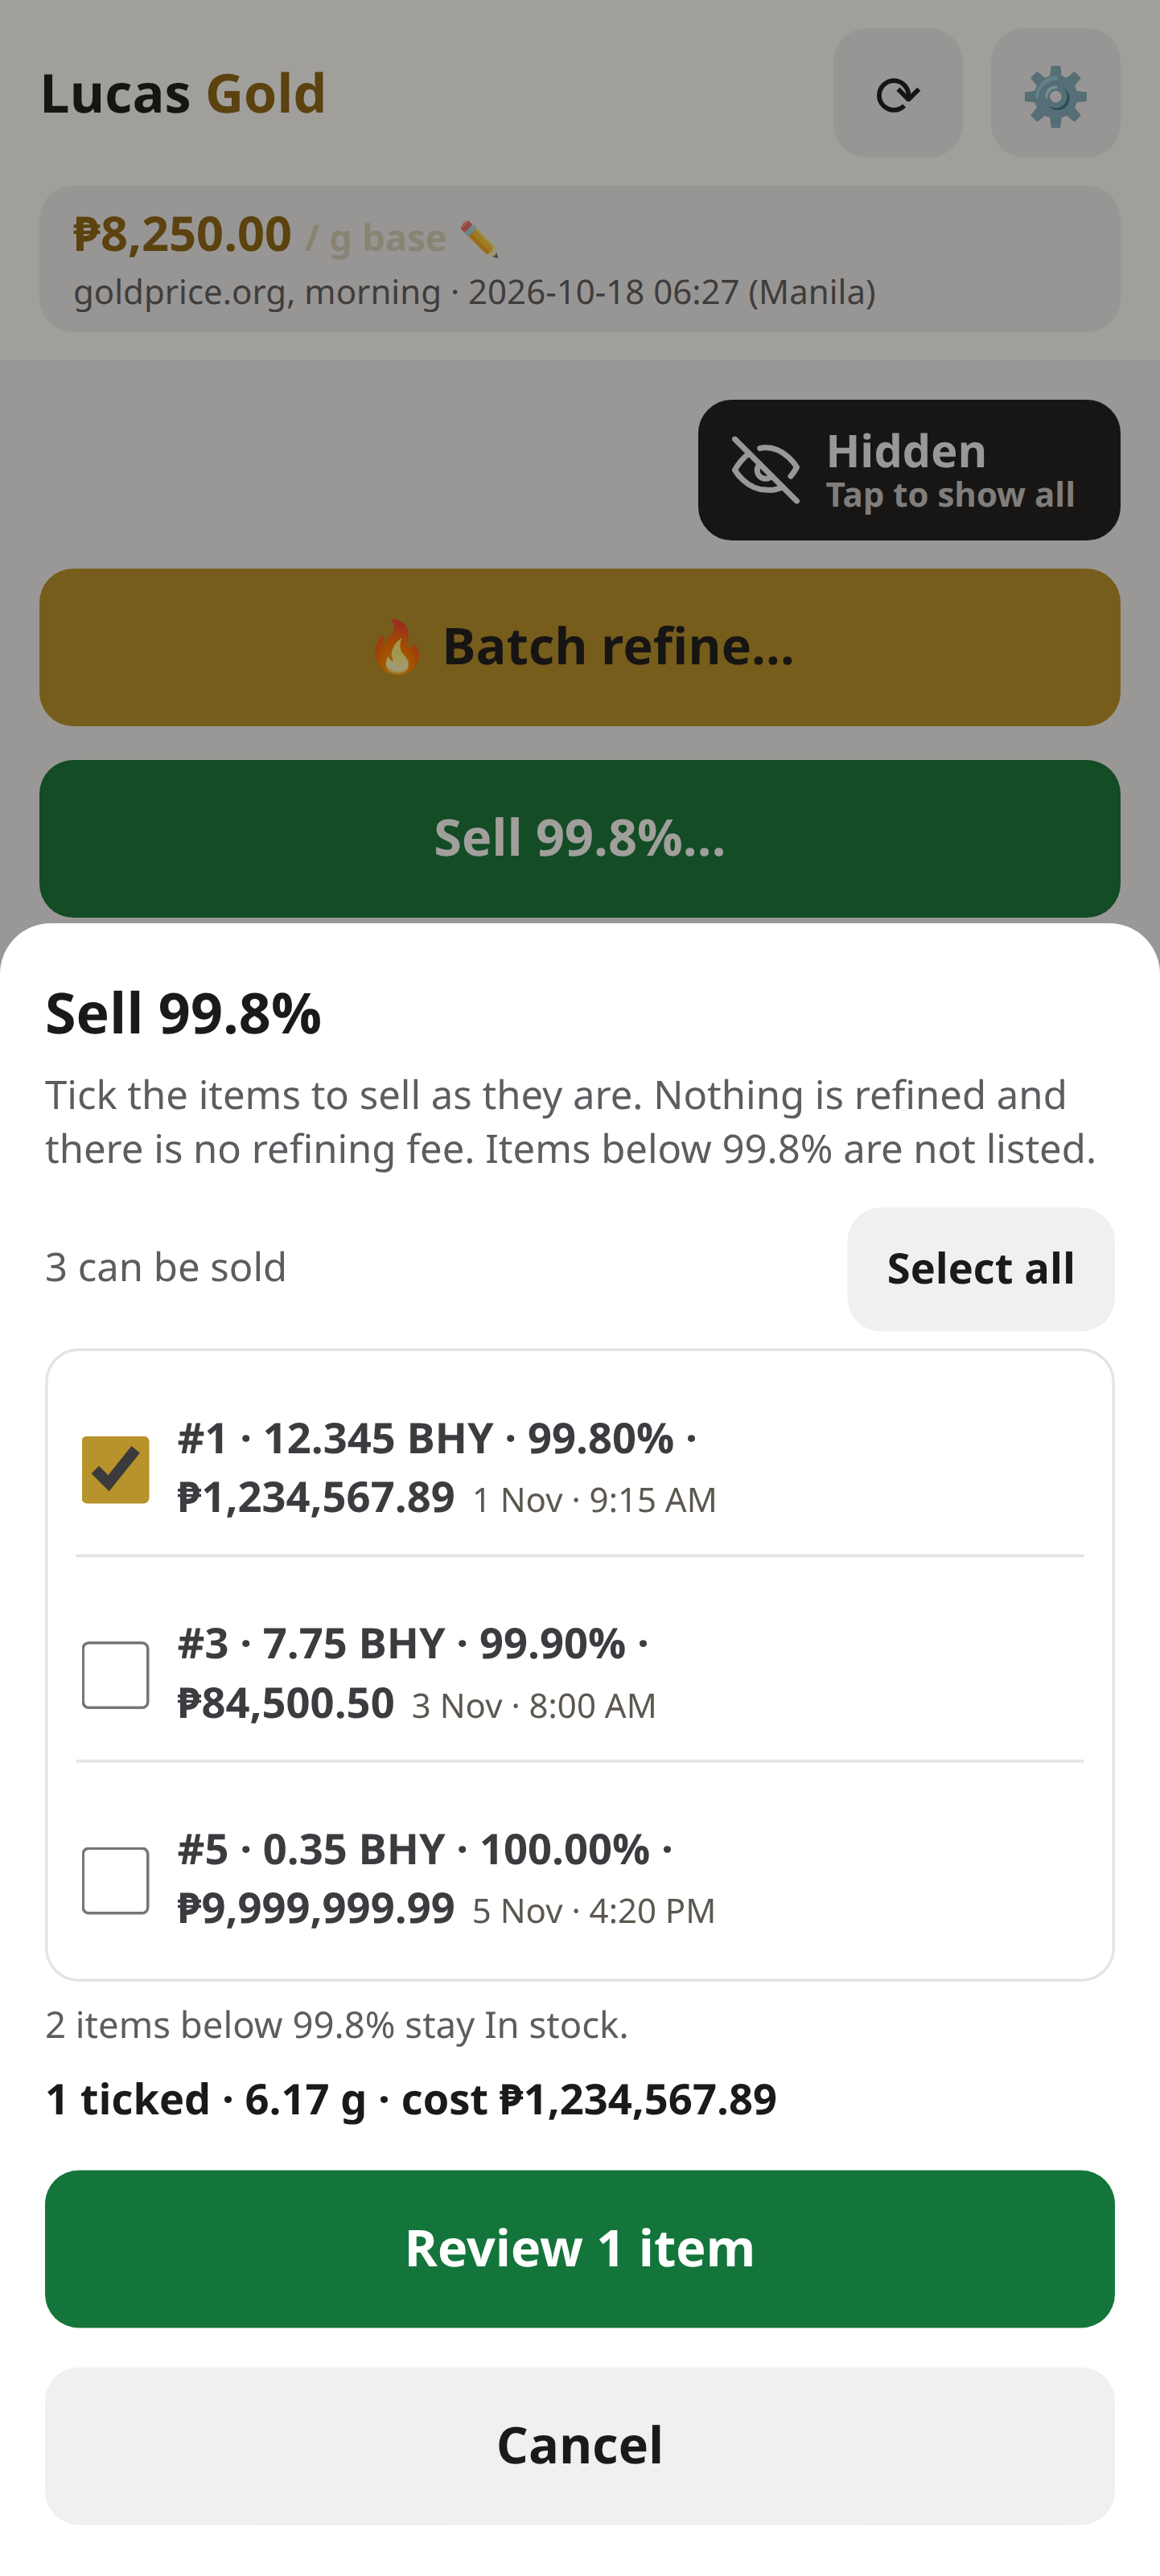 Lucas Gold
₱8,250.00 / g base ✏️
goldprice.org, morning · 2026-10-18 06:27 (Manila)
Hidden
Tap to show all
🔥 Batch refine...
Sell 99.8%...
Sell 99.8%
Tick the items to sell as they are. Nothing is refined and
there is no refining fee. Items below 99.8% are not listed.
3 can be sold
Select all
#1 · 12.345 BHY · 99.80% ·
₱1,234,567.89 1 Nov · 9:15 AM
#3 · 7.75 BHY · 99.90% ·
₱84,500.50 3 Nov · 8:00 AM
#5 · 0.35 BHY · 100.00% ·
₱9,999,999.99 5 Nov · 4:20 PM
2 items below 99.8% stay In stock.
1 ticked · 6.17 g · cost ₱1,234,567.89
Review 1 item
Cancel